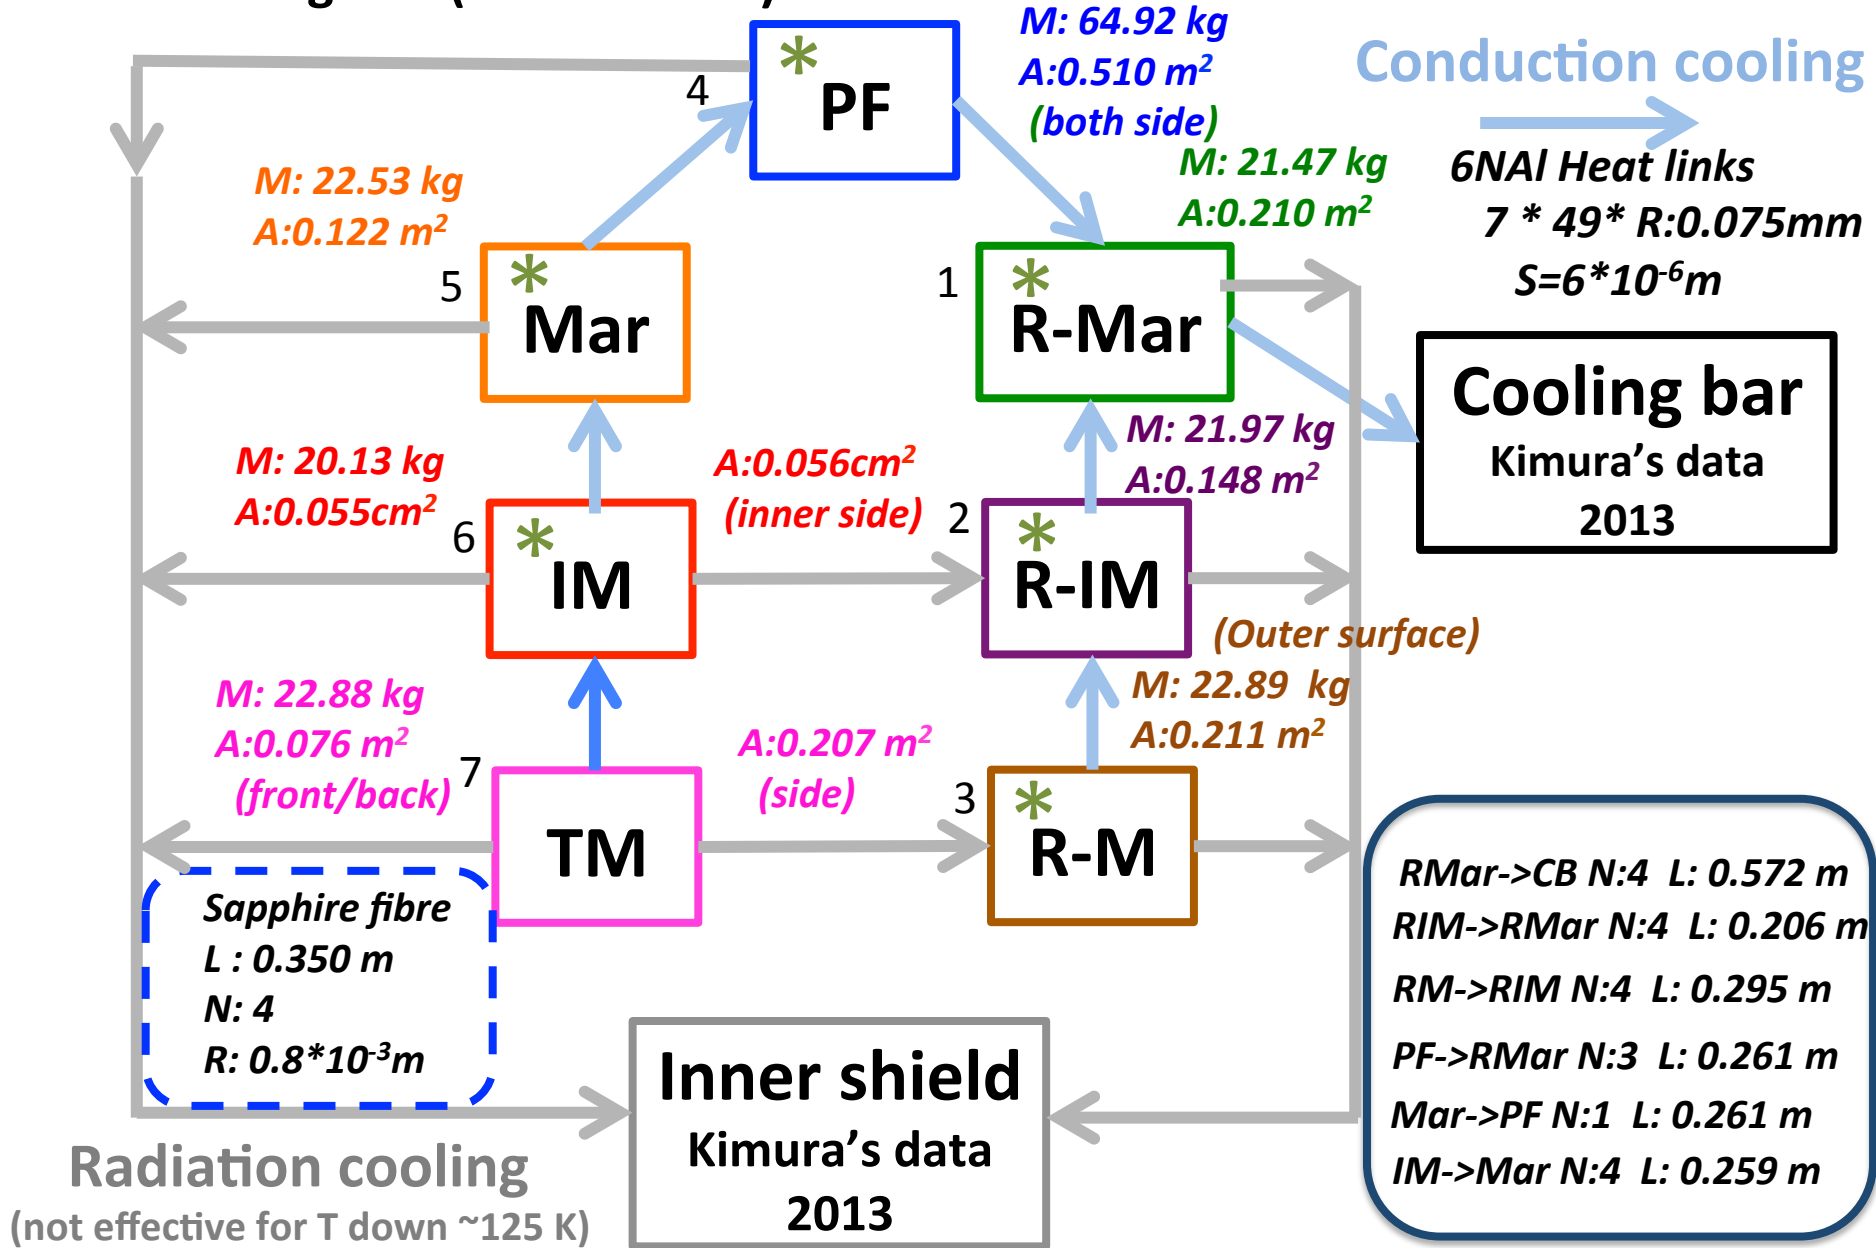 M: 64.92 kg
A:0.510 m²
(both side)
Conduction cooling
* PF
4
M: 21.47 kg
A:0.210 m²
6NAl Heat links
7 * 49* R:0.075mm
S=6*10⁻⁶m
M: 22.53 kg
A:0.122 m²
5
* Mar
1
* R-Mar
Cooling bar
Kimura’s data
2013
M: 20.13 kg
A:0.055cm²
A:0.056cm²
(inner side)
M: 21.97 kg
A:0.148 m²
6
* IM
2
* R-IM
(Outer surface)
M: 22.89 kg
A:0.211 m²
M: 22.88 kg
A:0.076 m²
(front/back)
A:0.207 m²
(side)
7
TM
3
* R-M
Sapphire fibre
L : 0.350 m
N: 4
R: 0.8*10⁻³m
RMar->CB N:4 L: 0.572 m
RIM->RMar N:4 L: 0.206 m
RM->RIM N:4 L: 0.295 m
PF->RMar N:3 L: 0.261 m
Mar->PF N:1 L: 0.261 m
IM->Mar N:4 L: 0.259 m
Inner shield
Kimura’s data
2013
Radiation cooling
(not effective for T down ~125 K)